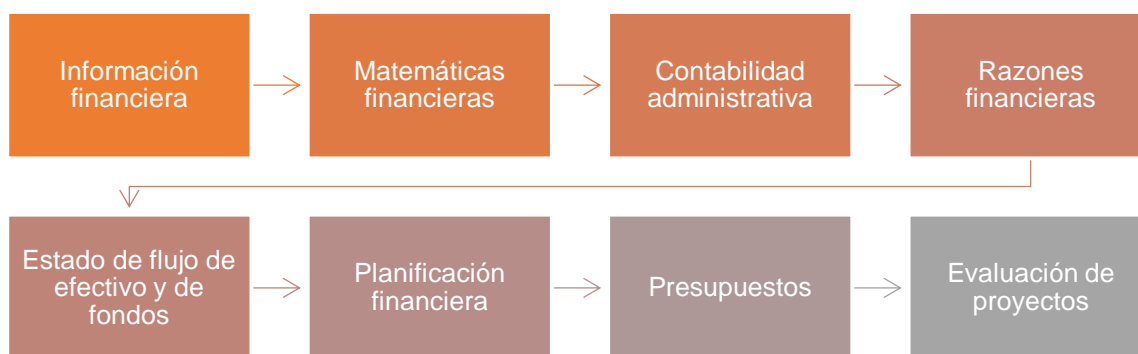 Información
financiera
Matemáticas
financieras
Contabilidad
administrativa
Razones
financieras
Estado de flujo de
efectivo y de
fondos
Planificación
financiera
Presupuestos
Evaluación de
proyectos